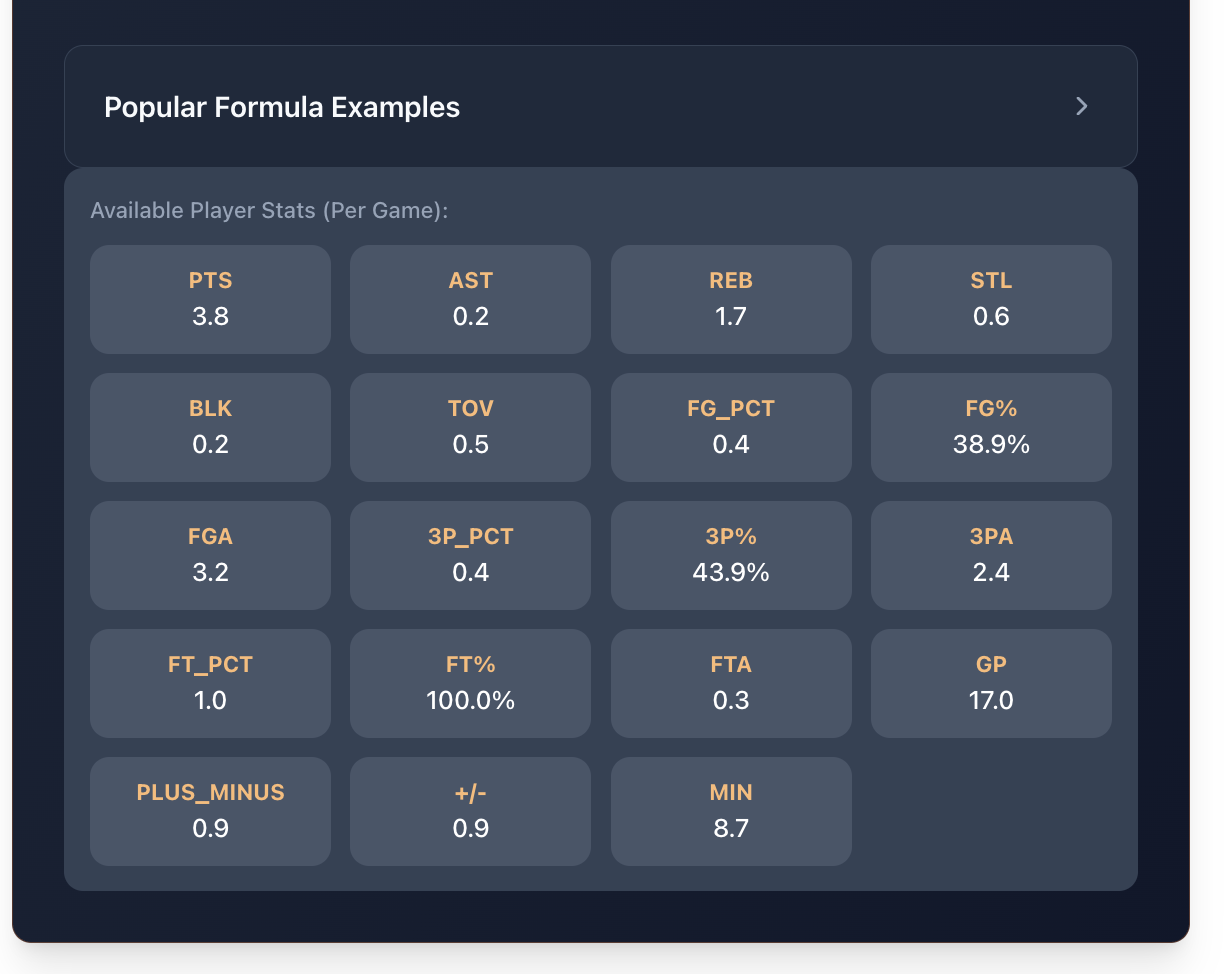 Popular Formula Examples
Available Player Stats (Per Game):
PTS
3.8
AST
0.2
REB
1.7
STL
0.6
BLK
0.2
TOV
0.5
FG_PCT
0.4
FG%
38.9%
FGA
3.2
3P_PCT
0.4
3P%
43.9%
3PA
2.4
FT_PCT
1.0
FT%
100.0%
FTA
0.3
GP
17.0
PLUS_MINUS
0.9
+/-
0.9
MIN
8.7